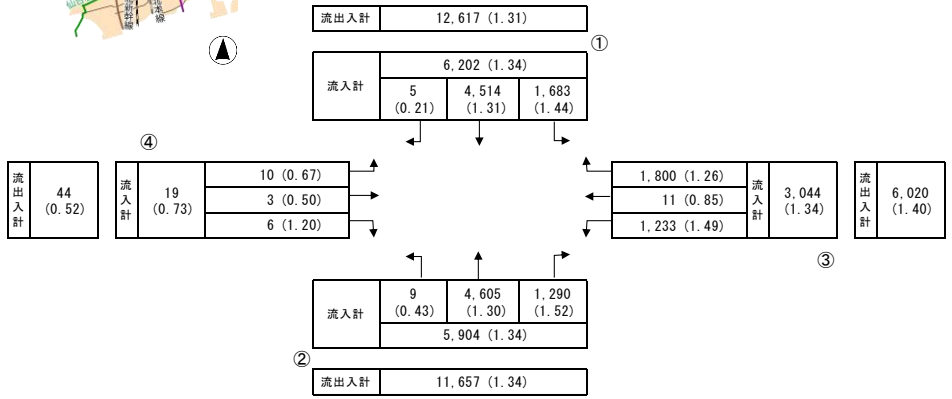 新幹線
本線
流出入計 12,617 (1.31)
①
流入計
6,202 (1.34)
5 4,514 1,683
(0.21) (1.31) (1.44)
④
流出入計
44
(0.52)
流入計
19
(0.73)
10 (0.67)
3 (0.50)
6 (1.20)
1,800 (1.26)
11 (0.85)
1,233 (1.49)
流入計
3,044
(1.34)
流出入計
6,020
(1.40)
③
流入計
9 4,605 1,290
(0.43) (1.30) (1.52)
5,904 (1.34)
②
流出入計 11,657 (1.34)